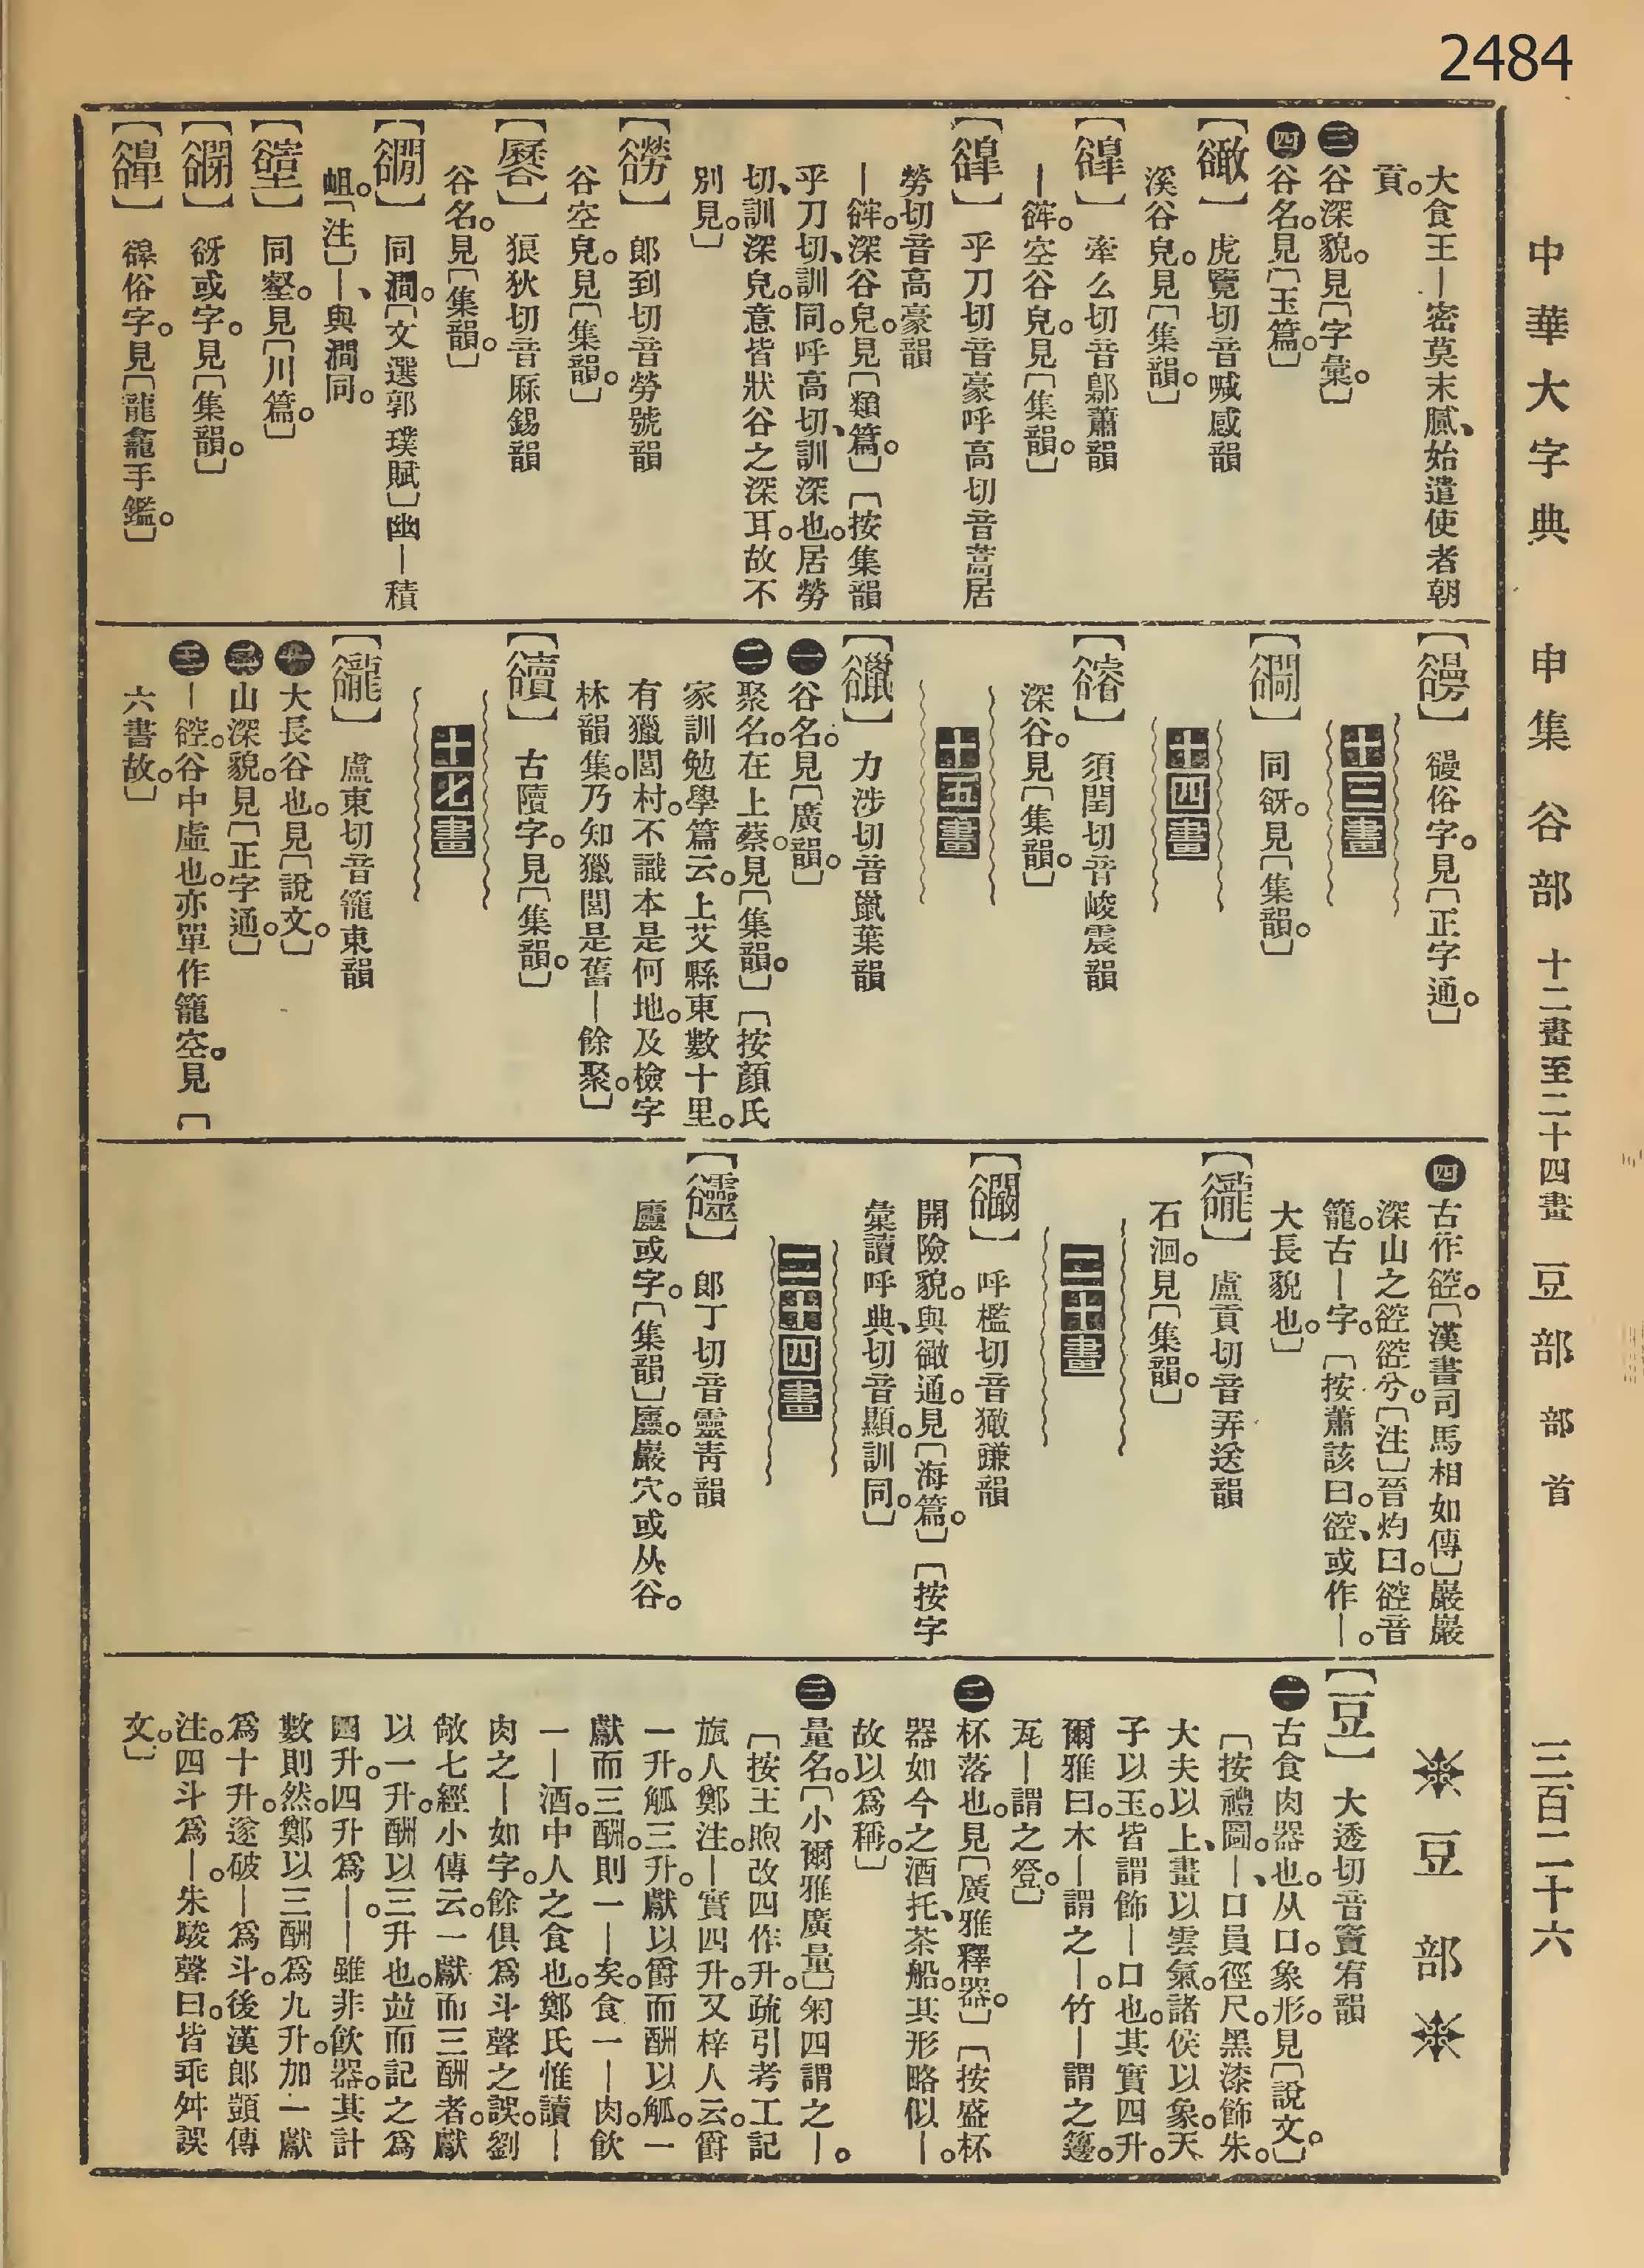 2484
中華大字典　申集　谷部　十二畫至二十四畫　豆部　部首　三百二十六
大食王｜密莫末膩、始遣使者朝
貢。
㊂谷深貌。見〔字彙。〕
㊃谷名。見〔玉篇。〕
【𧯆】虎覽切音喊感韻
溪谷皃。見〔集韻。〕
牽么切音鄡蕭韻
｜谺。空谷皃。見〔集韻。〕
乎刀切音豪呼高切音蒿居
勞切音高豪韻
深谷皃。見〔類篇。〕〔按集韻
乎刀切、訓同。呼高切、訓深也。居勞
切、訓深皃。意皆狀谷之深耳。故不
別見。〕
郎到切音勞號韻
谷空皃。見〔集韻。〕
狼狄切音厤錫韻
谷名。見〔集韻。〕
同澗。〔文選郭璞賦〕幽｜積
岨。〔注〕｜、與澗同。
同壑。見〔川篇。〕
谺或字。見〔集韻。〕
俗字。見〔龍龕手鑑。〕
俗字。見〔正字通。〕
十三畫
同谺。見〔集韻。〕
十四畫
須閏切音峻震韻
深谷。見〔集韻。〕
十五畫
力涉切音鬣葉韻
㊀谷名。見〔廣韻。〕
㊁聚名。在上蔡。見〔集韻。〕〔按顏氏
家訓勉學篇云。上艾縣東數十里。
有獵閭村。不識本是何地。及檢字
林韻集。乃知獵閭是舊｜餘聚。〕
古隫字。見〔集韻。〕
十七畫
【豅】盧東切音籠東韻
㊀大長谷也。見〔說文。〕
㊁山深貌。見〔正字通。〕
㊂｜谾。谷中虛也。亦單作籠空。見〔
六書故。〕
㊃古作谾。〔漢書司馬相如傳〕巖巖
深山之谾谾兮。〔注〕晉灼曰。谾音
籠。古｜字。〔按蕭該曰。谾、或作｜。
大長貌也。〕
盧貢切音弄送韻
石洄。見〔集韻。〕
二十畫
呼檻切音獙豏韻
開險貌。與豃通。見〔海篇。〕〔按字
彙讀呼典、切音顯。訓同。〕
二十四畫
郎丁切音靈青韻
或字。〔集韻〕巖穴。或从谷。
豆部
【豆】大透切音竇宥韻
㊀古食肉器也。从口。象形。見〔說文。〕
〔按禮圖。｜、口員徑尺。黑漆飾朱。
大夫以上、畫以雲氣。諸侯以象。天
子以玉。皆謂飾｜口也。其實四升。
爾雅曰。木｜謂之｜。竹｜謂之籩。
瓦｜謂之登。〕
㊁杯落也。見〔廣雅釋器。〕〔按盛杯
器如今之酒托、茶船。其形略似｜。
故以爲稱。〕
㊂量名。〔小爾雅廣量〕匊四謂之｜。
〔按王煦改四作升。疏引考工記
旊人鄭注。｜實四升。又梓人云。爵
一升。觚三升。獻以爵而酬以觚。一
獻而三酬。則一｜矣。食一｜肉。飲
一｜酒。中人之食也。鄭氏惟讀｜
肉之｜如字。餘俱爲斗聲之誤。劉
敞七經小傳云。一獻而三酬者。獻
以一升。酬以三升也。竝而記之爲
四升。四升爲｜。｜雖非飲器。其計
數則然。鄭以三酬爲九升。加一獻
爲十升。遂破｜爲斗。後漢郎顗傳
注。四斗爲｜。朱駿聲曰。皆乖舛誤
文。〕